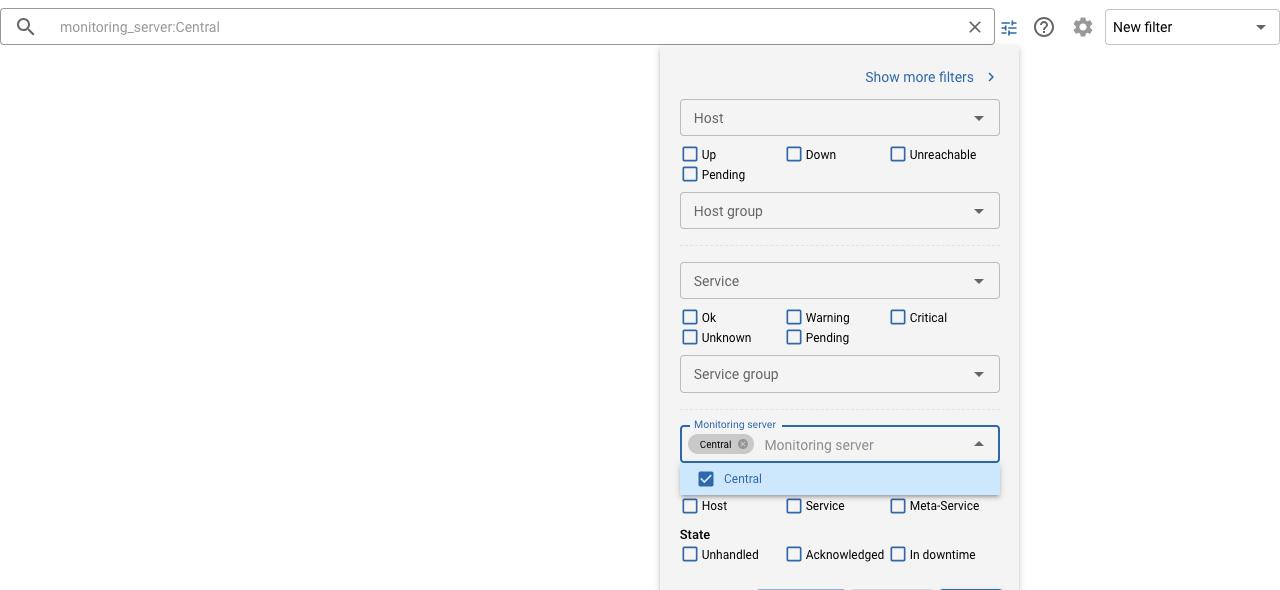 monitoring_server:Central
New filter
Show more filters
Host
Up Down Unreachable
Pending
Host group
Service
Ok Warning Critical
Unknown Pending
Service group
Monitoring server
Central Monitoring server
Central
Host Service Meta-Service
State
Unhandled Acknowledged In downtime